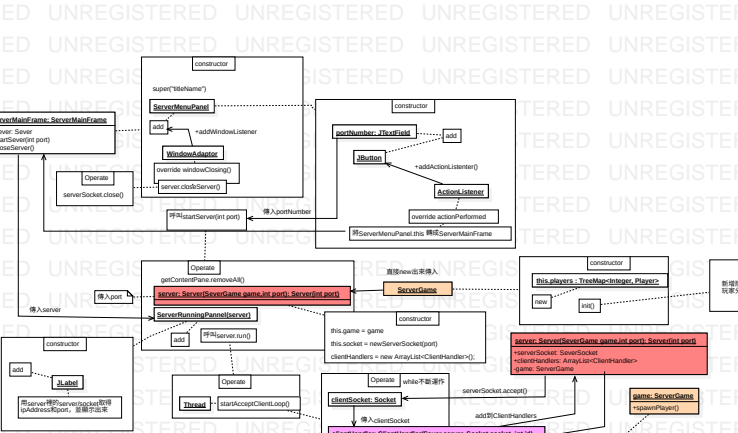 UNREGISTERED UNREGISTERED UNREGISTERED UNREGISTERED
constructor
super("titleName")
ServerMenuPanel
add
+addWindowListener
WindowAdaptor
override windowClosing()
server.closeServer()
ServerMainFrame: ServerMainFrame
Operate
serverSocket.close()
constructor
portNumber: JTextField
add
JButton
+addActionListenter()
ActionListener
override actionPerformed
將ServerMenuPanel.this 轉成ServerMainFrame
呼叫startServer(int port)
傳入portNumber
Operate
getContentPane.removeAll()
server: Server(SeverGame game,int port): Server(int port)
ServerRunningPannel(server)
add
呼叫server.run()
傳入port
傳入server
直接new出來傳入
ServerGame
constructor
this.players : TreeMap<Integer, Player>
new
init()
constructor
this.game = game
this.socket = newServerSocket(port)
clientHandlers = new ArrayList<ClientHandler>();
server: Server(SeverGame game,int port): Server(int port)
+serverSocket: SeverSocket
+clientHandlers: ArrayList<ClientHandler>
-game: ServerGame
constructor
add
JLabel
用server裡的server/socket取得
ipAddress和port，並顯示出來
Operate
Thread
startAcceptClientLoop()
Operate
while不斷運作
clientSocket: Socket
serverSocket.accept()
傳入clientSocket
add到ClientHandlers
game: ServerGame
+spawnPlayer()